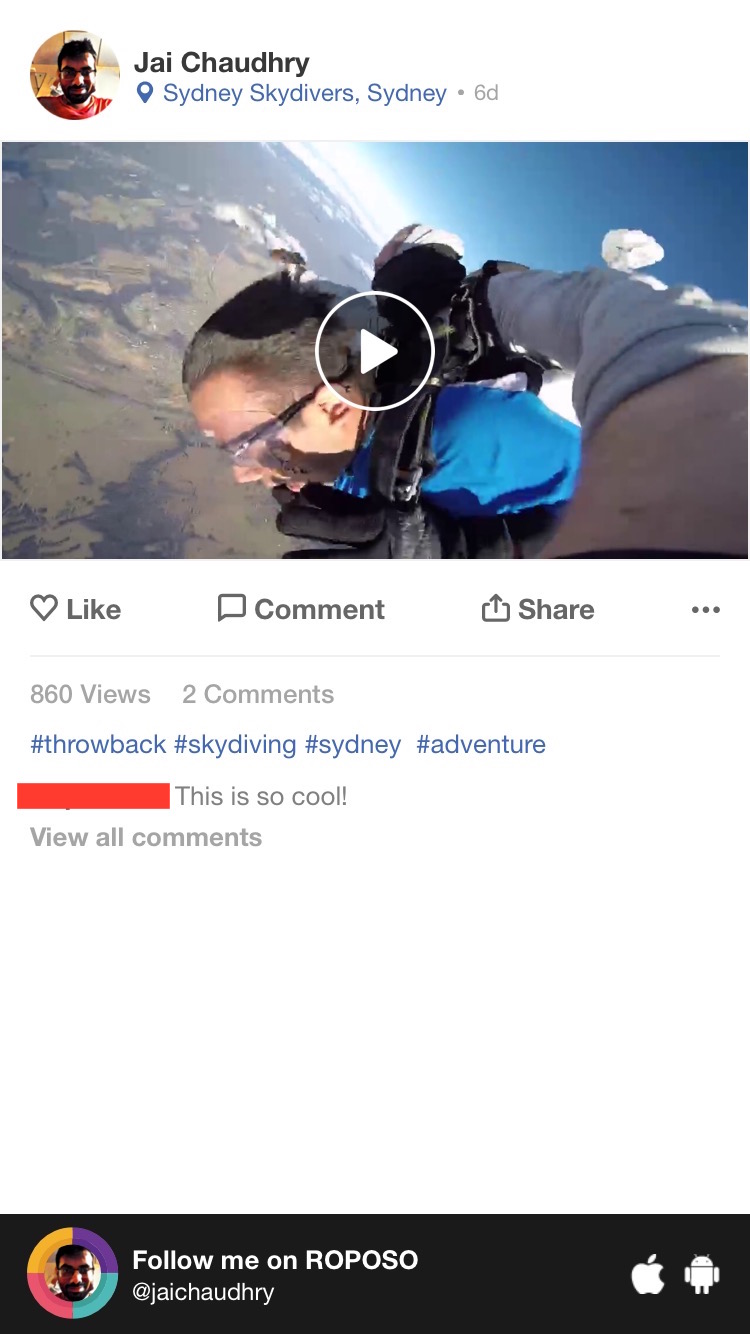 Jai Chaudhry
Sydney Skydivers, Sydney • 6d
Like Comment Share
860 Views 2 Comments
#throwback #skydiving #sydney #adventure
This is so cool!
View all comments
Follow me on ROPOSO
@jaichaudhry